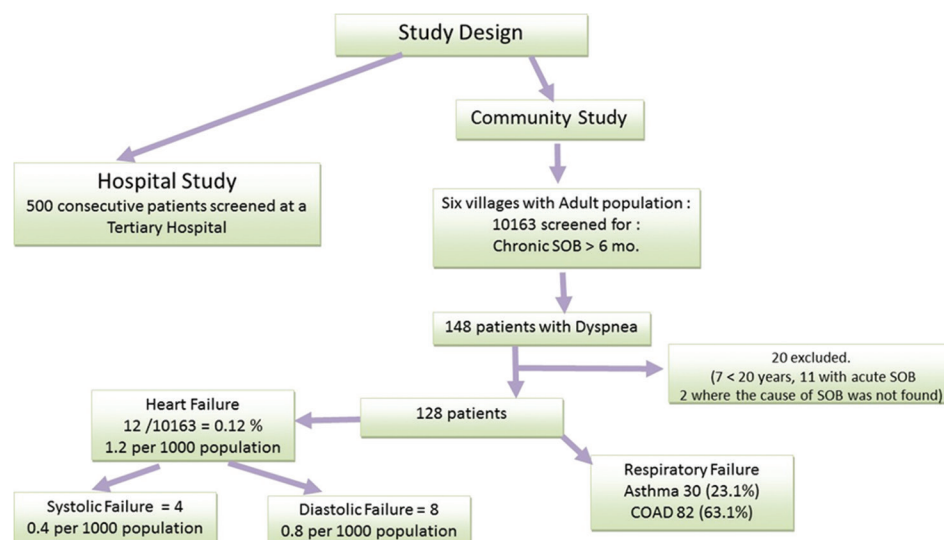 Study Design
Community Study
Hospital Study
500 consecutive patients screened at a
Tertiary Hospital
Six villages with Adult population :
10163 screened for :
Chronic SOB > 6 mo.
148 patients with Dyspnea
20 excluded.
(7 < 20 years, 11 with acute SOB
2 where the cause of SOB was not found)
128 patients
Heart Failure
12 /10163 = 0.12 %
1.2 per 1000 population
Respiratory Failure
Asthma 30 (23.1%)
COAD 82 (63.1%)
Systolic Failure = 4
0.4 per 1000 population
Diastolic Failure = 8
0.8 per 1000 population